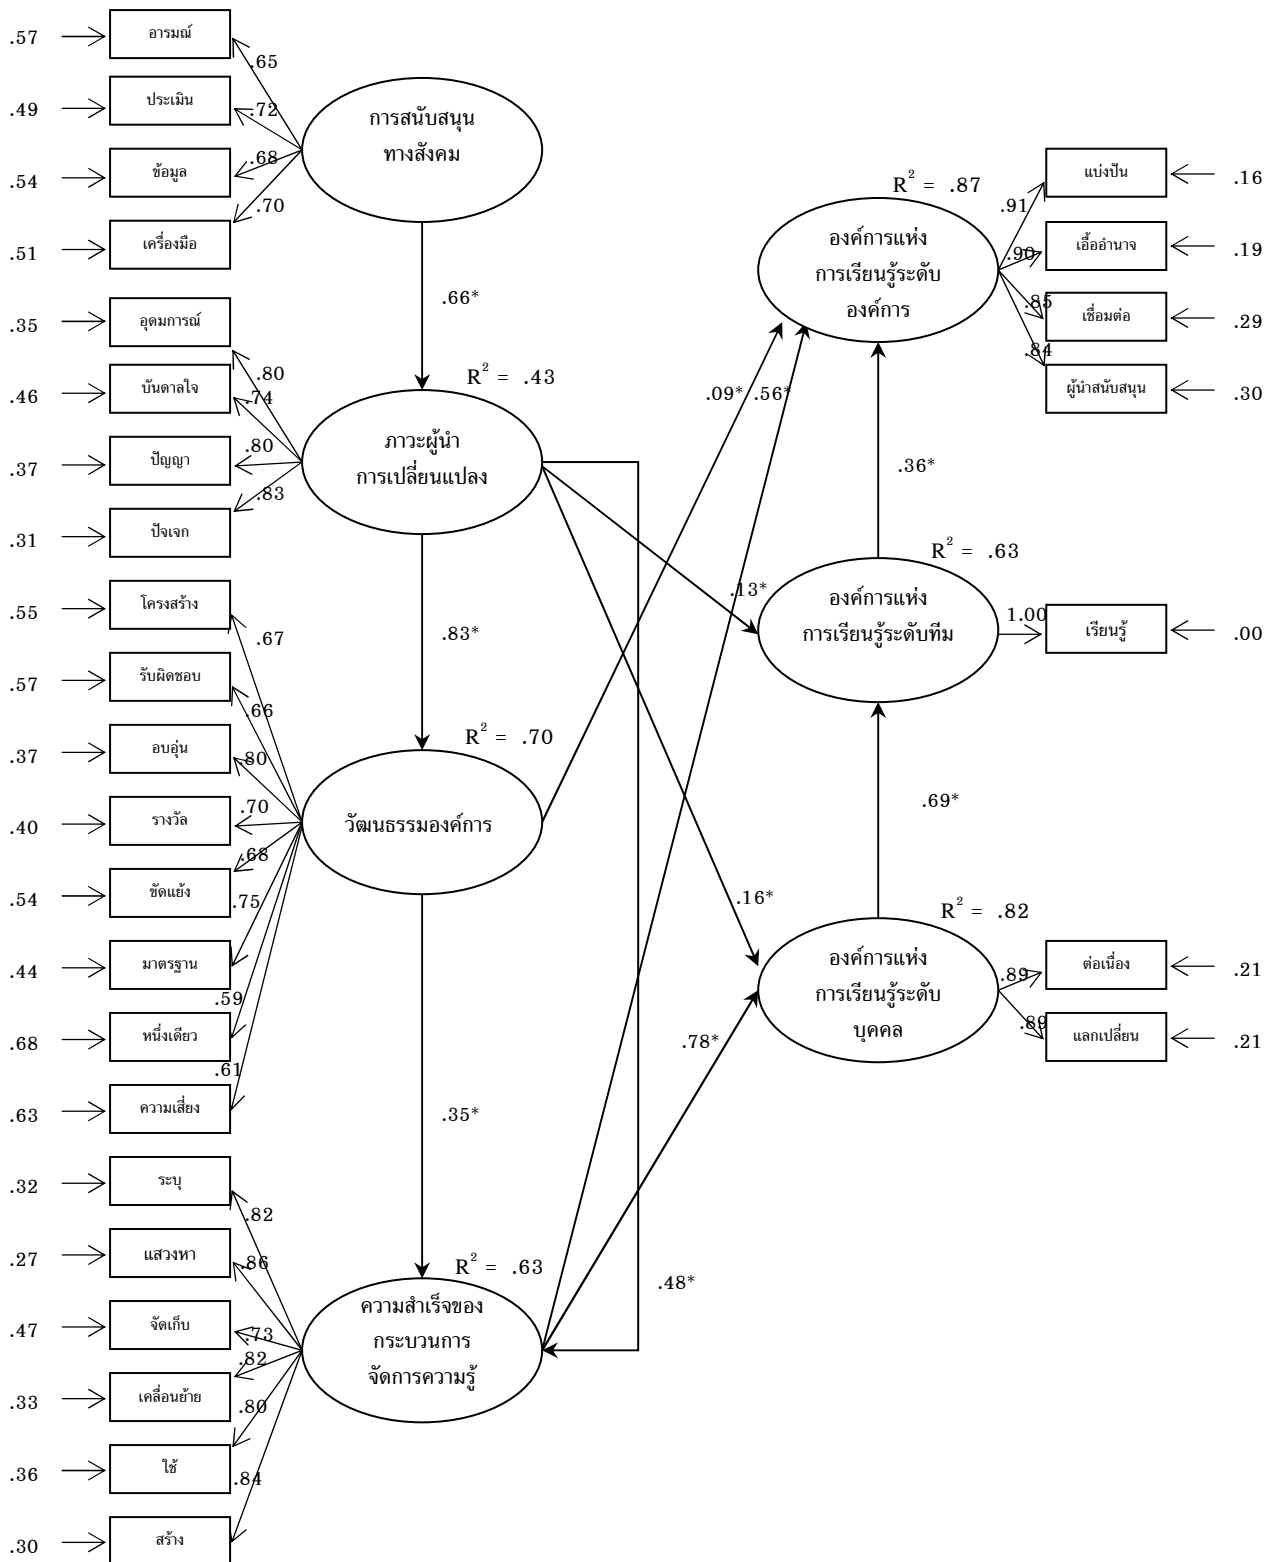 .57
อารมณ์
.65
.49
ประเมิน
.72
.54
ข้อมูล
.68
.51
เครื่องมือ
.70
การสนับสนุน
ทางสังคม
.66*
.35
อุดมการณ์
.80
.46
บันดาลใจ
.74
.37
ปัญญา
.80
.31
ปัจเจก
.83
R² = .43
ภาวะผู้นำ
การเปลี่ยนแปลง
.83*
.55
โครงสร้าง
.67
.57
รับผิดชอบ
.66
.37
อบอุ่น
.80
.40
รางวัล
.70
.54
ขัดแย้ง
.68
.44
มาตรฐาน
.75
.68
หนึ่งเดียว
.59
.63
ความเสี่ยง
.61
R² = .70
วัฒนธรรมองค์การ
.35*
.32
ระบุ
.82
.27
แสวงหา
.86
.47
จัดเก็บ
.73
.33
เคลื่อนย้าย
.82
.36
ใช้
.80
.30
สร้าง
.84
R² = .63
ความสำเร็จของ
กระบวนการ
จัดการความรู้
.48*
.09*
.56*
.13*
.16*
.78*
R² = .87
องค์การแห่ง
การเรียนรู้ระดับ
องค์การ
.91
แบ่งปัน
.16
.90
เอื้ออำนาจ
.19
.85
เชื่อมต่อ
.29
.84
ผู้นำสนับสนุน
.30
.36*
R² = .63
องค์การแห่ง
การเรียนรู้ระดับทีม
1.00
เรียนรู้
.00
.69*
R² = .82
องค์การแห่ง
การเรียนรู้ระดับ
บุคคล
.89
ต่อเนื่อง
.21
.89
แลกเปลี่ยน
.21